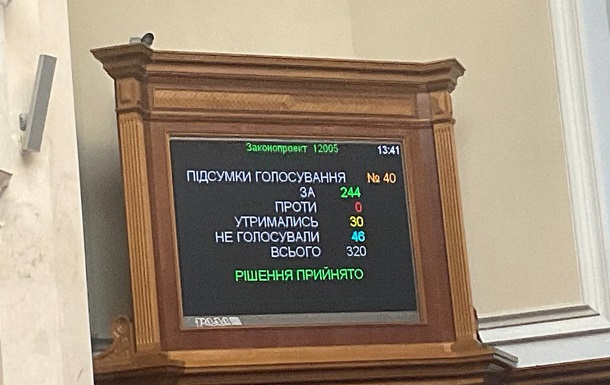 Законопроект 12005 13:41
ПІДСУМКИ ГОЛОСУВАННЯ № 40
ЗА 244
ПРОТИ 0
УТРИМАЛИСЬ 30
НЕ ГОЛОСУВАЛИ 46
ВСЬОГО 320
РІШЕННЯ ПРИЙНЯТО